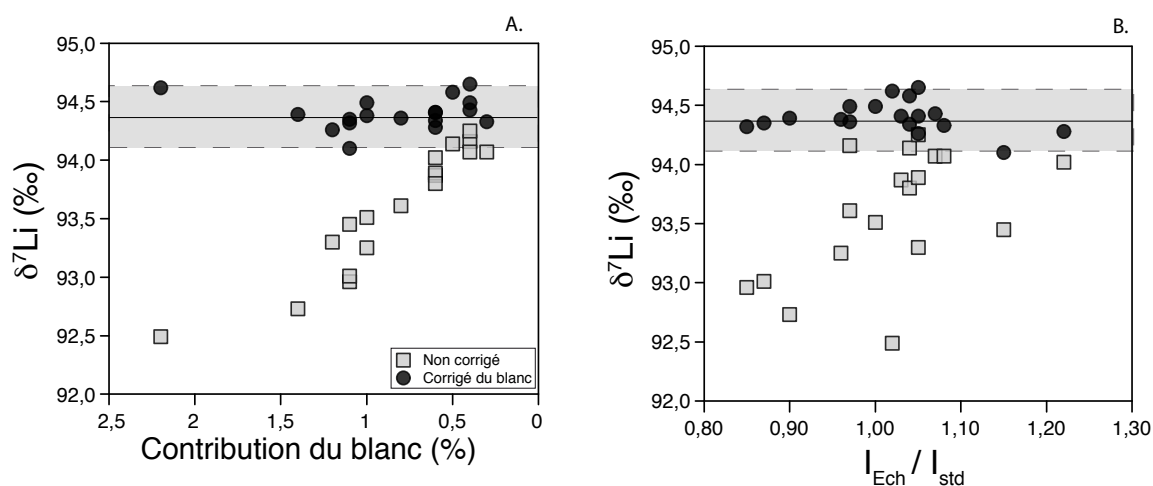 A.
95,0
94,5
94,0
93,5
93,0
92,5
92,0
δ⁷Li (‰)
2,5 2 1,5 1 0,5 0
Contribution du blanc (%)
Non corrigé
Corrigé du blanc
B.
95,0
94,5
94,0
93,5
93,0
92,5
92,0
δ⁷Li (‰)
0,80 0,90 1,00 1,10 1,20 1,30
I_Ech / I_std